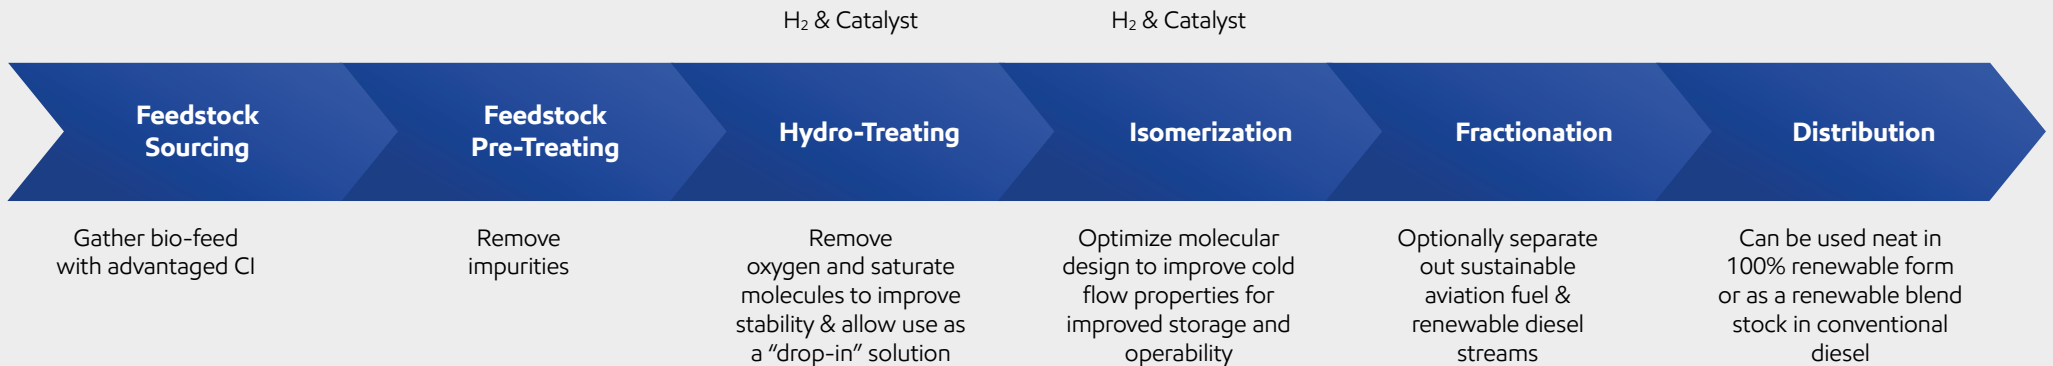 H₂ & Catalyst
H₂ & Catalyst
Feedstock
Sourcing
Feedstock
Pre-Treating
Hydro-Treating
Isomerization
Fractionation
Distribution
Gather bio-feed
with advantaged CI
Remove
impurities
Remove
oxygen and saturate
molecules to improve
stability & allow use as
a “drop-in” solution
Optimize molecular
design to improve cold
flow properties for
improved storage and
operability
Optionally separate
out sustainable
aviation fuel &
renewable diesel
streams
Can be used neat in
100% renewable form
or as a renewable blend
stock in conventional
diesel